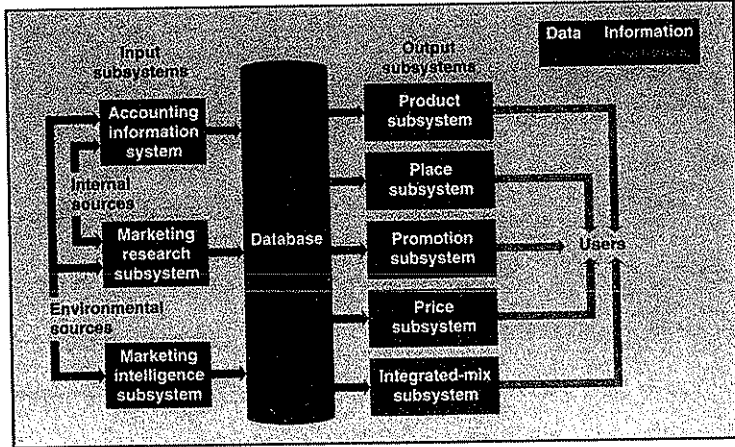 Input
subsystems
Output
subsystems
Data Information
Accounting
information
system
Internal
sources
Marketing
research
subsystem
Environmental
sources
Marketing
intelligence
subsystem
Database
Product
subsystem
Place
subsystem
Promotion
subsystem
Price
subsystem
Integrated-mix
subsystem
Users